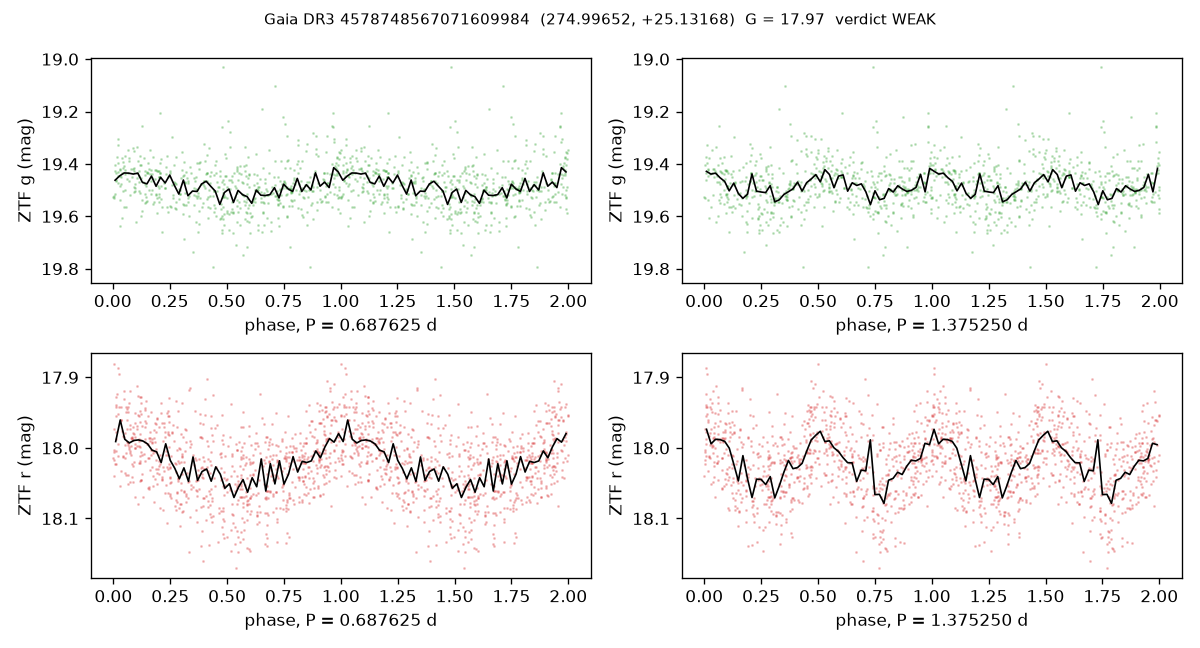 Gaia DR3 4578748567071609984 (274.99652, +25.13168) G = 17.97 verdict WEAK
ZTF g (mag)
19.0
19.2
19.4
19.6
19.8
0.00 0.25 0.50 0.75 1.00 1.25 1.50 1.75 2.00
phase, P = 0.687625 d
ZTF g (mag)
19.0
19.2
19.4
19.6
19.8
0.00 0.25 0.50 0.75 1.00 1.25 1.50 1.75 2.00
phase, P = 1.375250 d
ZTF r (mag)
17.9
18.0
18.1
0.00 0.25 0.50 0.75 1.00 1.25 1.50 1.75 2.00
phase, P = 0.687625 d
ZTF r (mag)
17.9
18.0
18.1
0.00 0.25 0.50 0.75 1.00 1.25 1.50 1.75 2.00
phase, P = 1.375250 d